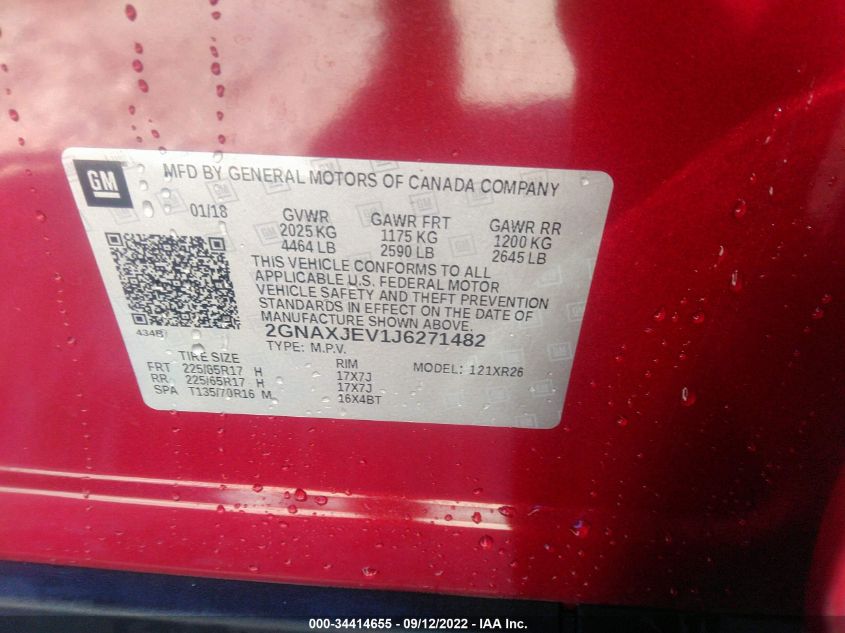 GM
MFD BY GENERAL MOTORS OF CANADA COMPANY
01/18
GVWR
2025 KG
4464 LB
GAWR FRT
1175 KG
2590 LB
GAWR RR
1200 KG
2645 LB
THIS VEHICLE CONFORMS TO ALL
APPLICABLE U.S. FEDERAL MOTOR
VEHICLE SAFETY AND THEFT PREVENTION
STANDARDS IN EFFECT ON THE DATE OF
MANUFACTURE SHOWN ABOVE.
2GNAXJEV1J6271482
TYPE: M.P.V.
MODEL: 121XR26
TIRE SIZE
FRT 225/65R17 H
RR 225/65R17 H
SPA T135/70R16 M
RIM
17X7J
17X7J
16X4BT
000-34414655 - 09/12/2022 - IAA Inc.